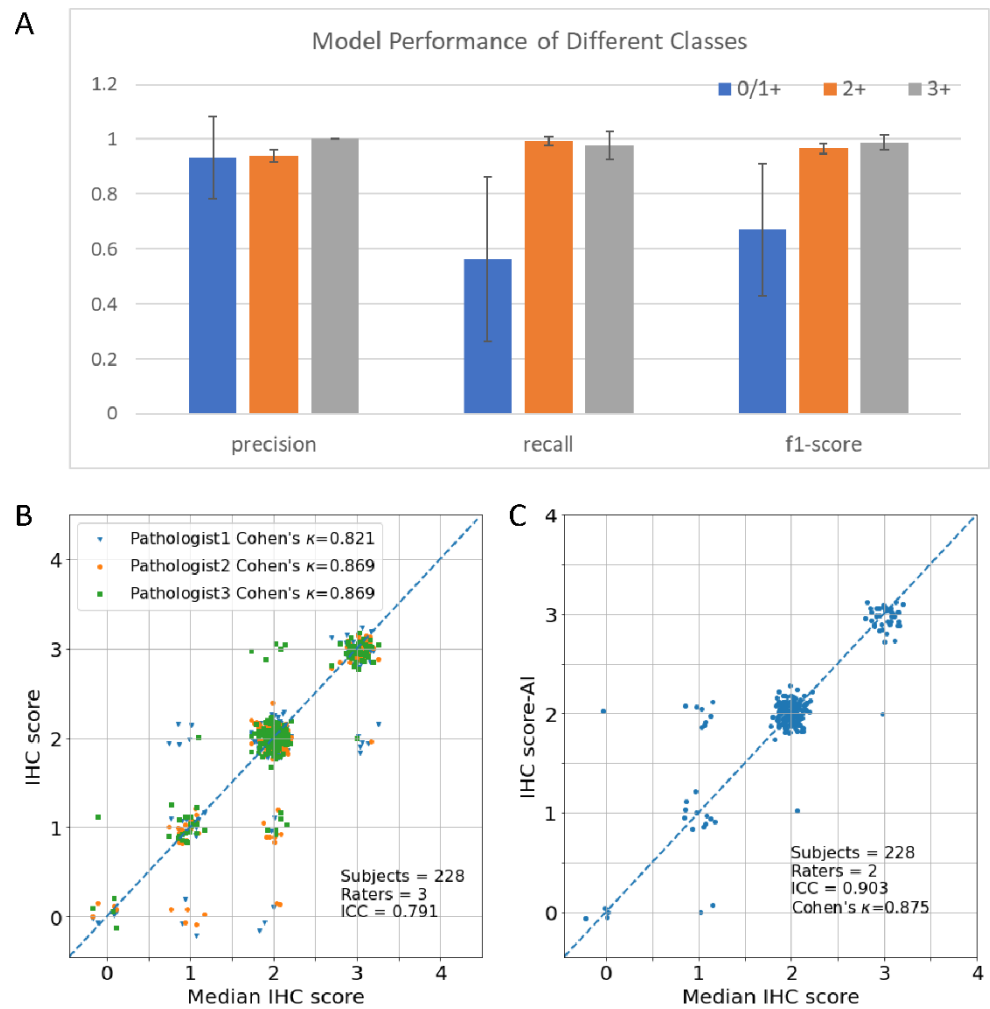 A
Model Performance of Different Classes
0/1+ 2+ 3+
1.2
1
0.8
0.6
0.4
0.2
0
precision recall f1-score
B
Pathologist1 Cohen's κ=0.821
Pathologist2 Cohen's κ=0.869
Pathologist3 Cohen's κ=0.869
IHC score
4
3
2
1
0
Subjects = 228
Raters = 3
ICC = 0.791
0 1 2 3 4
Median IHC score
C
IHC score-AI
4
3
2
1
0
Subjects = 228
Raters = 2
ICC = 0.903
Cohen's κ=0.875
0 1 2 3 4
Median IHC score